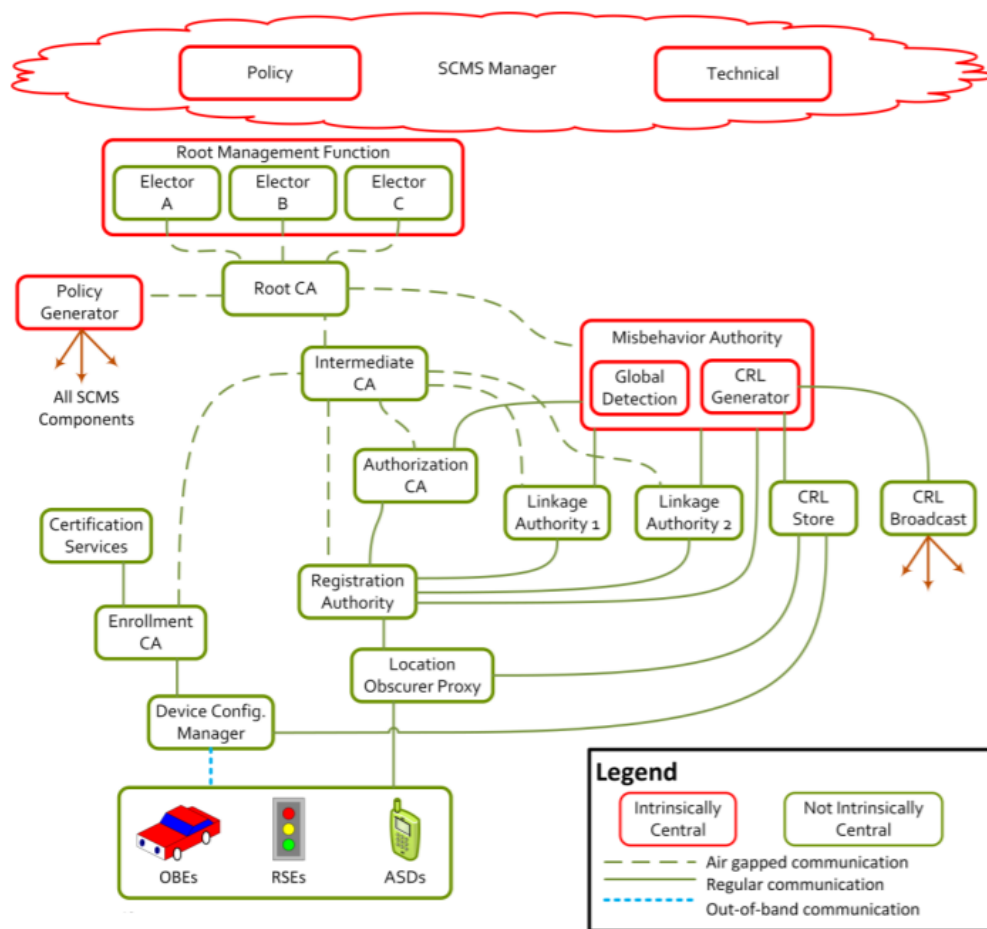 Policy
SCMS Manager
Technical
Root Management Function
Elector
A
Elector
B
Elector
C
Policy
Generator
Root CA
All SCMS
Components
Intermediate
CA
Misbehavior Authority
Global
Detection
CRL
Generator
Authorization
CA
Linkage
Authority 1
Linkage
Authority 2
CRL
Store
CRL
Broadcast
Certification
Services
Registration
Authority
Enrollment
CA
Location
Obscurer Proxy
Device Config.
Manager
OBEs
RSEs
ASDs
Legend
Intrinsically
Central
Not Intrinsically
Central
Air gapped communication
Regular communication
Out-of-band communication